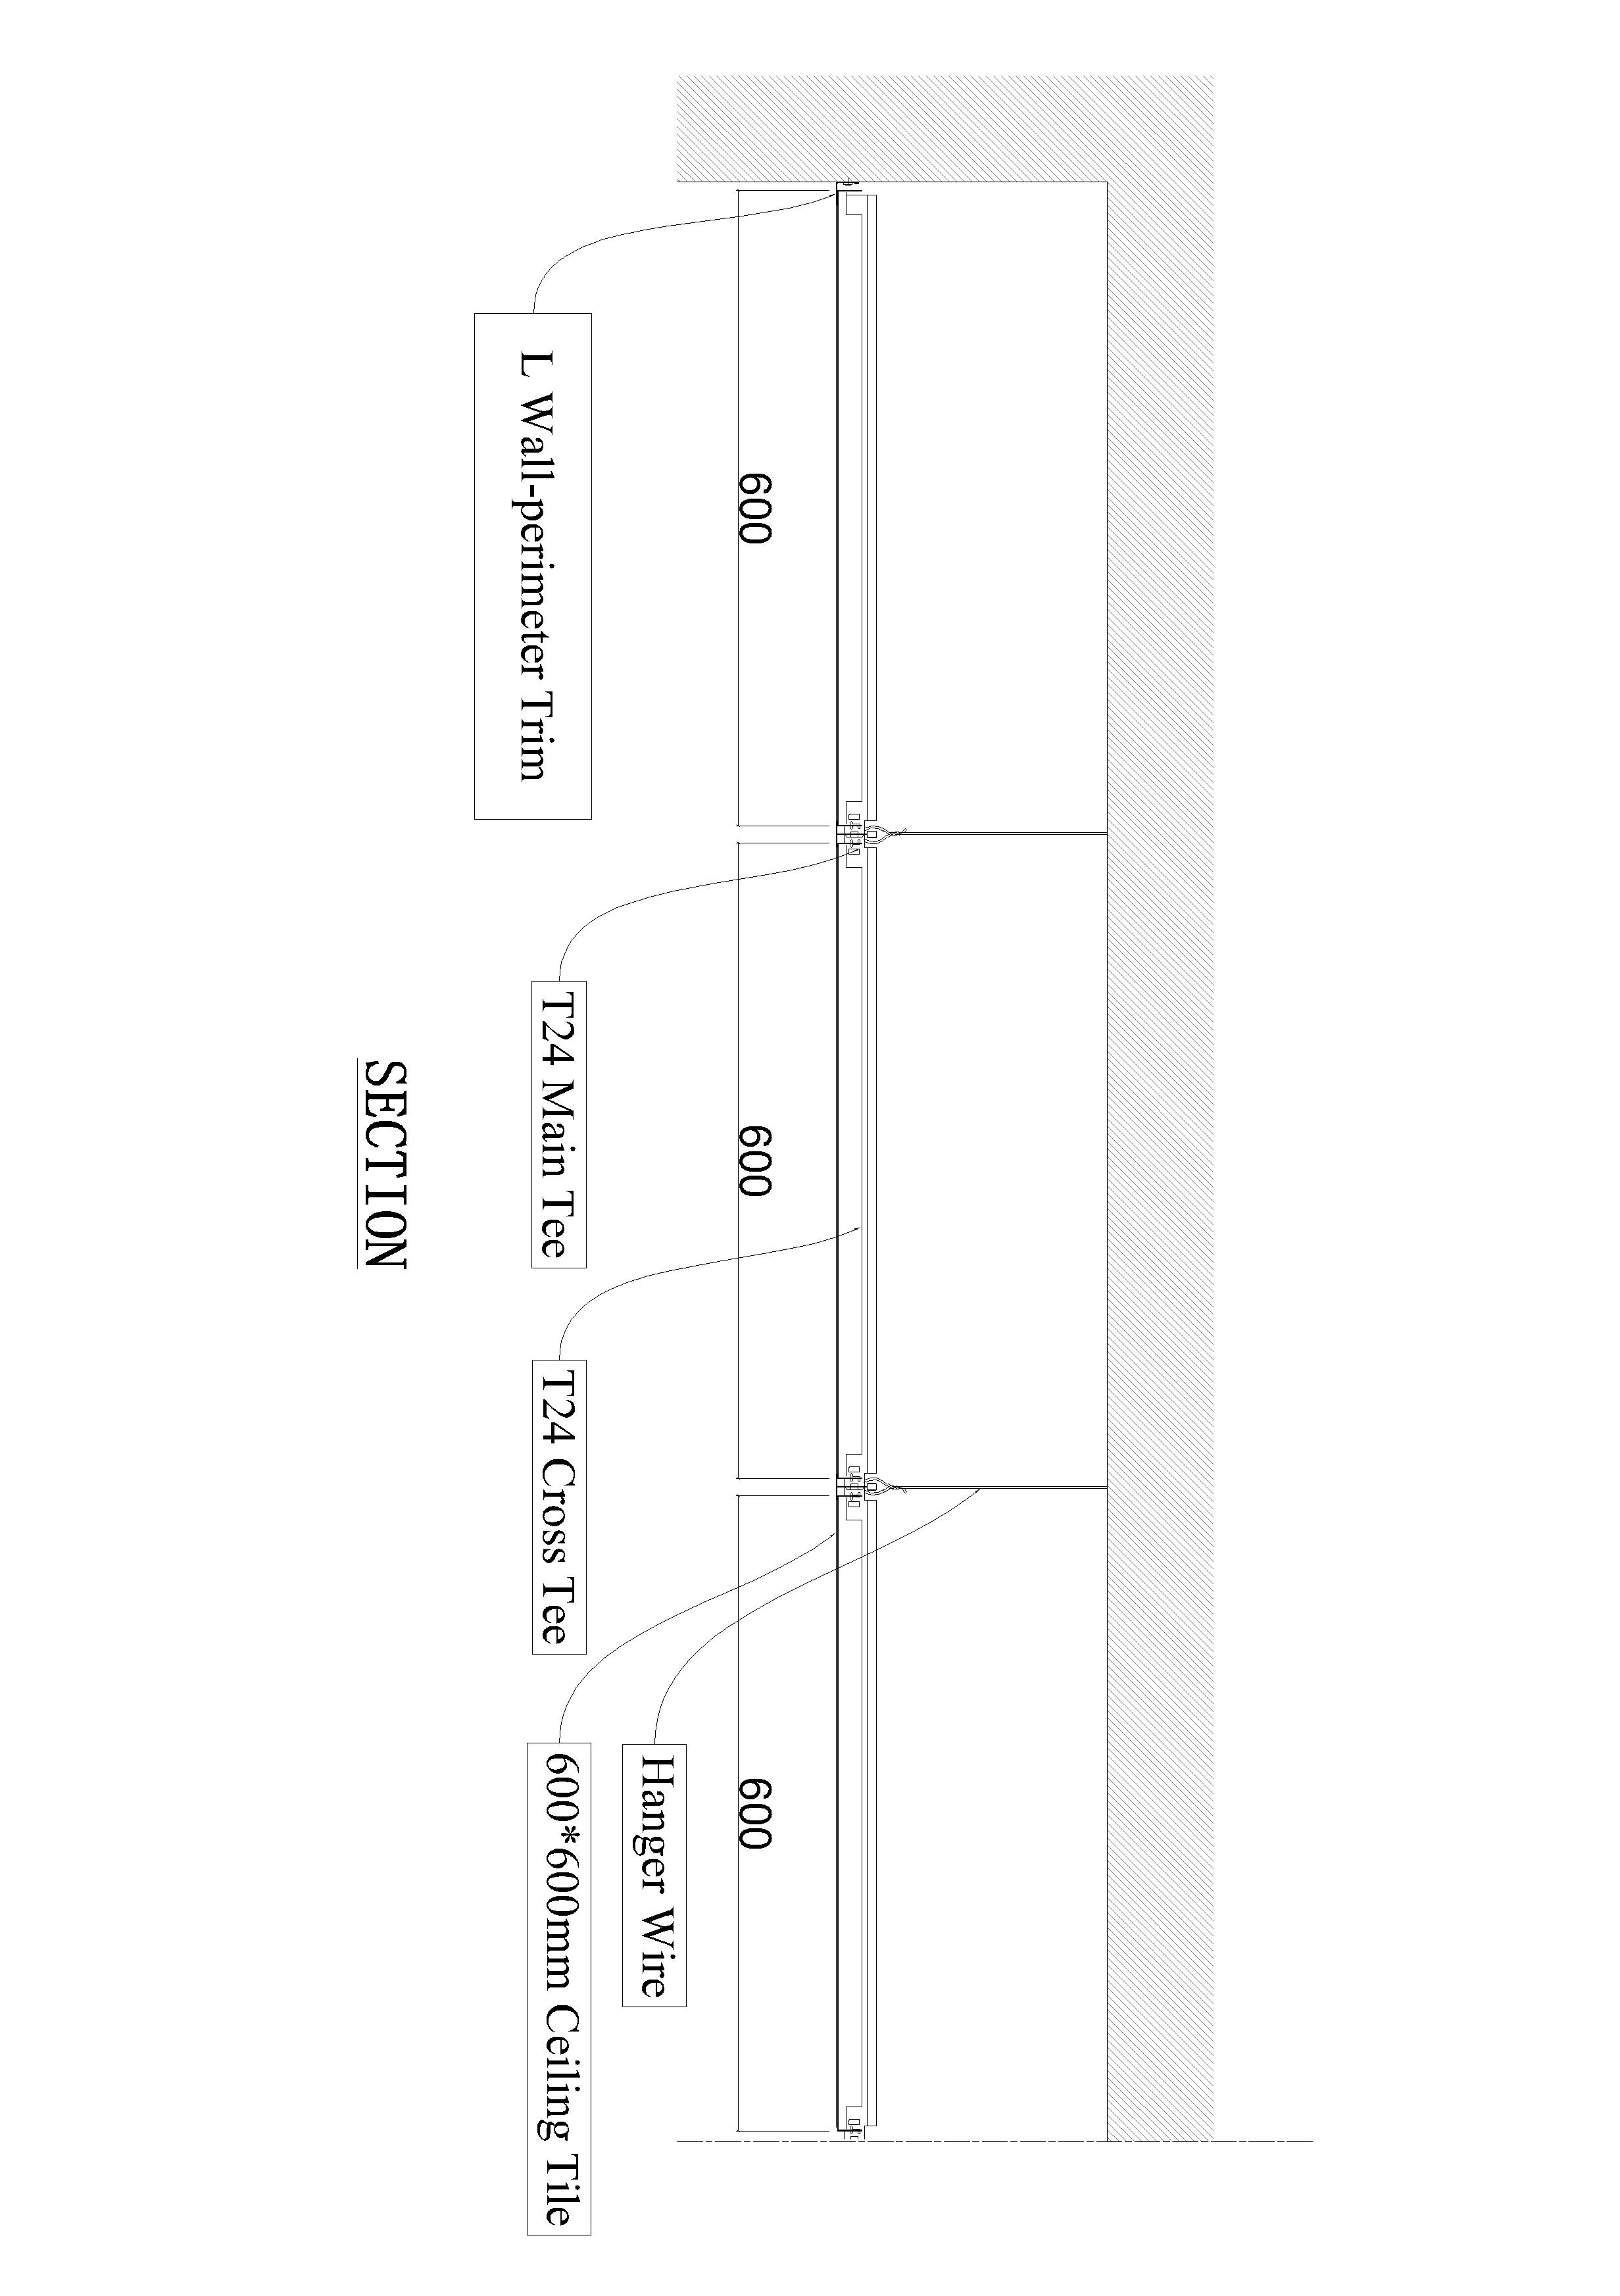 600
600
600
L Wall-perimeter Trim
T24 Main Tee
T24 Cross Tee
Hanger Wire
600*600mm Ceiling Tile
SECTION